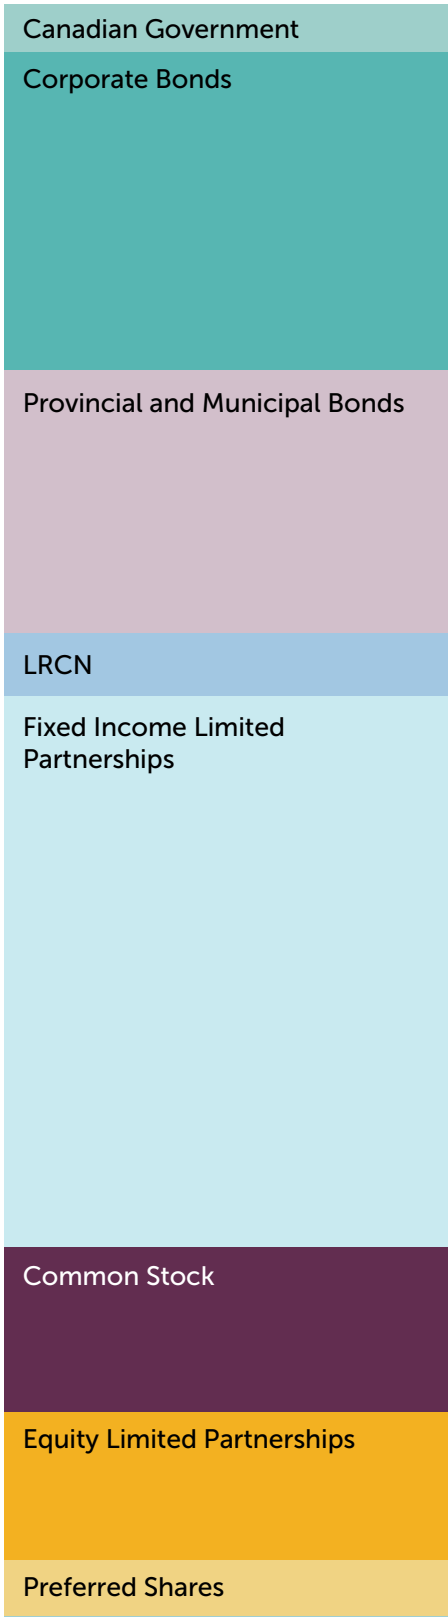 Canadian Government
Corporate Bonds
Provincial and Municipal Bonds
LRCN
Fixed Income Limited
Partnerships
Common Stock
Equity Limited Partnerships
Preferred Shares